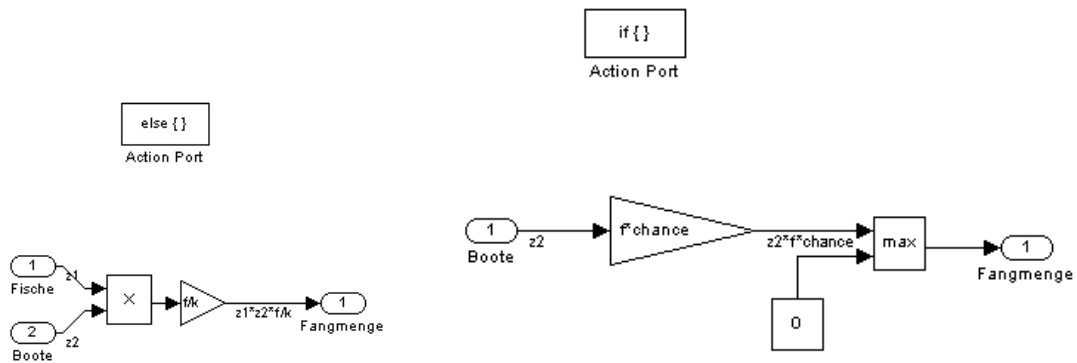 if { }
Action Port
else { }
Action Port
1
Boote
z2
f*chance
z2*f*chance
max
1
Fangmenge
0
1
Fische
z1
2
Boote
z2
×
f/k
z1*z2*f/k
1
Fangmenge